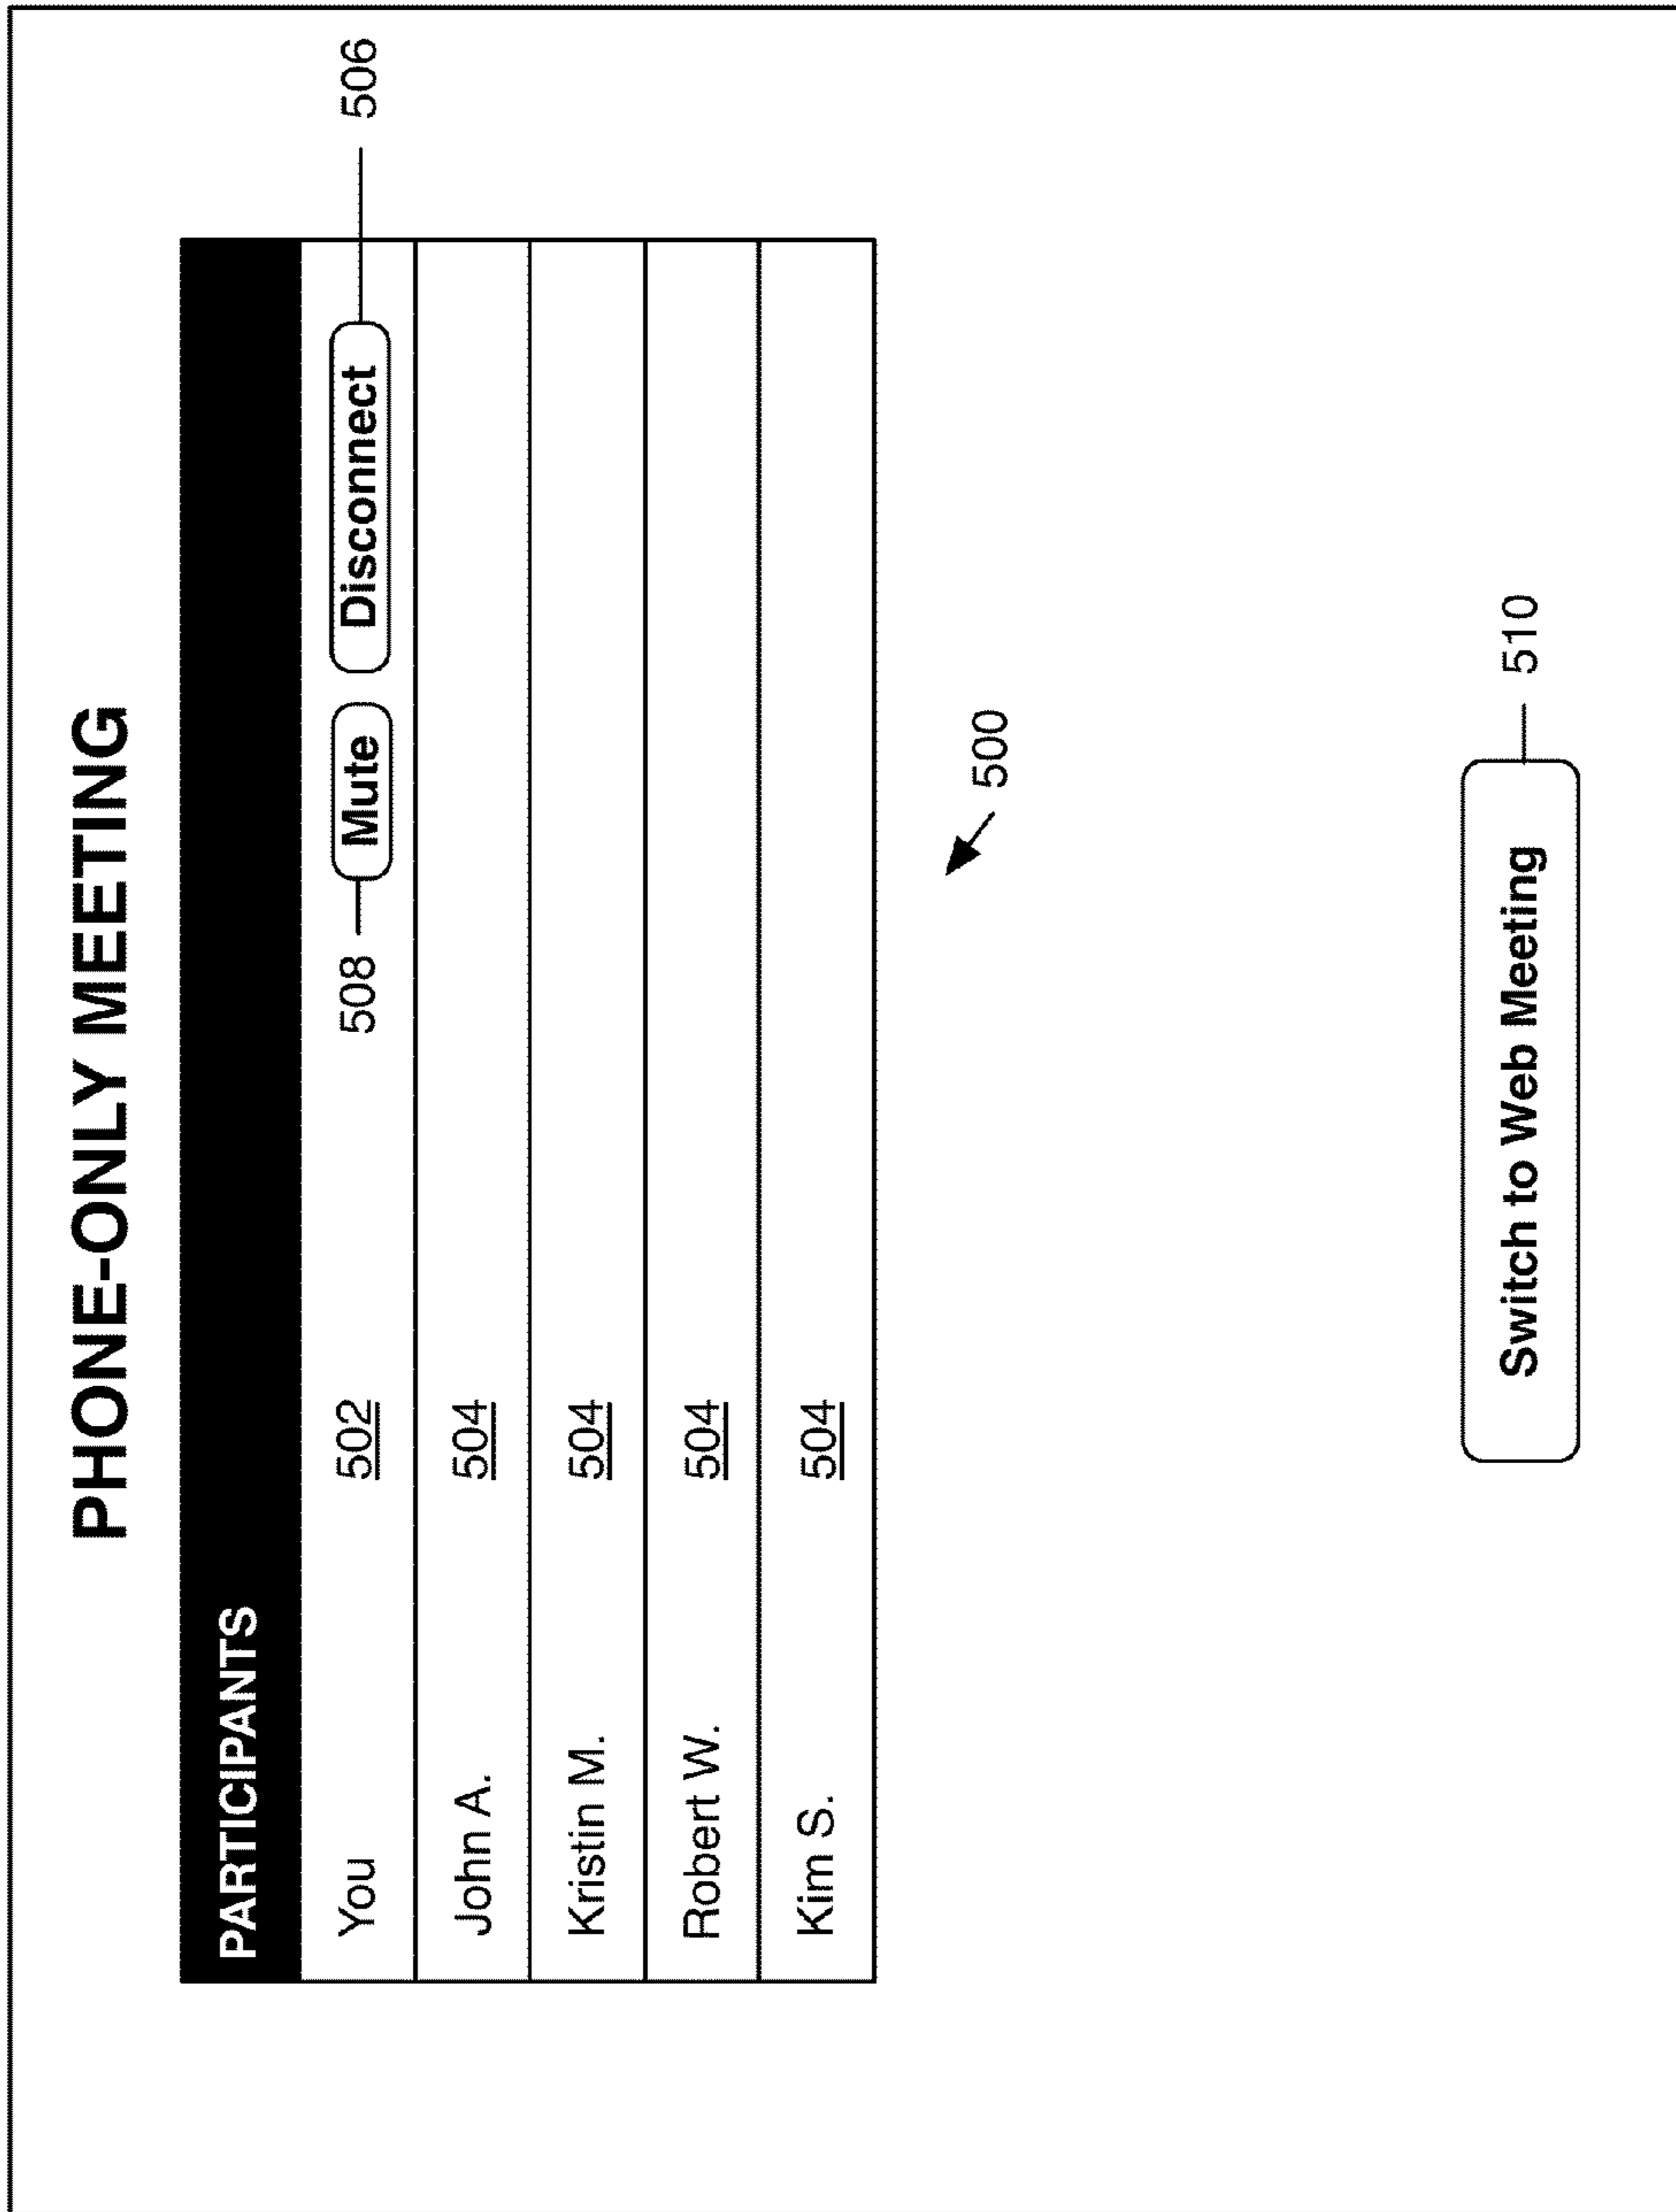 PHONE-ONLY MEETING
PARTICIPANTS
You 502 508 Mute Disconnect 506
John A. 504
Kristin M. 504
Robert W. 504
Kim S. 504
500
Switch to Web Meeting 510